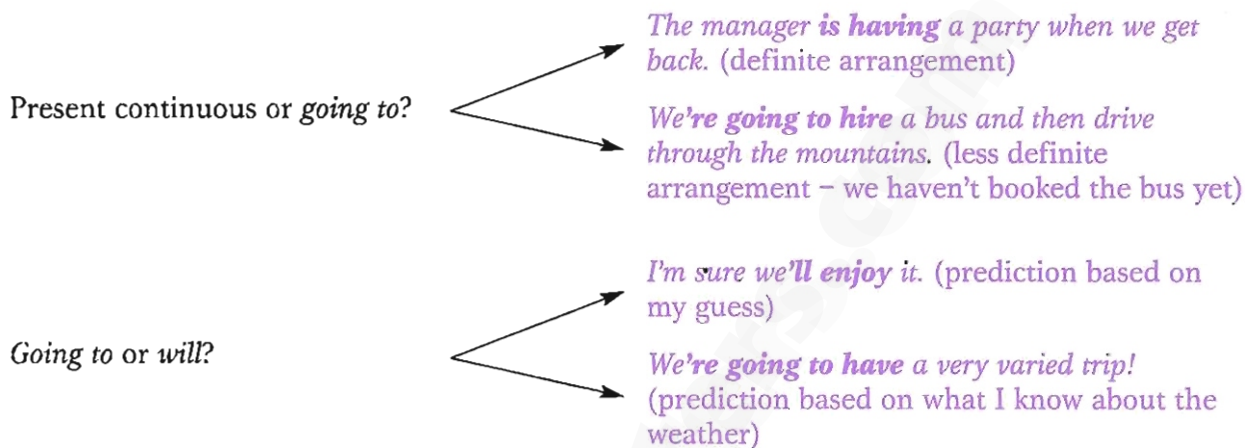 The manager is having a party when we get
back. (definite arrangement)
Present continuous or going to?
We're going to hire a bus and then drive
through the mountains. (less definite
arrangement – we haven't booked the bus yet)
I'm sure we'll enjoy it. (prediction based on
my guess)
Going to or will?
We're going to have a very varied trip!
(prediction based on what I know about the
weather)